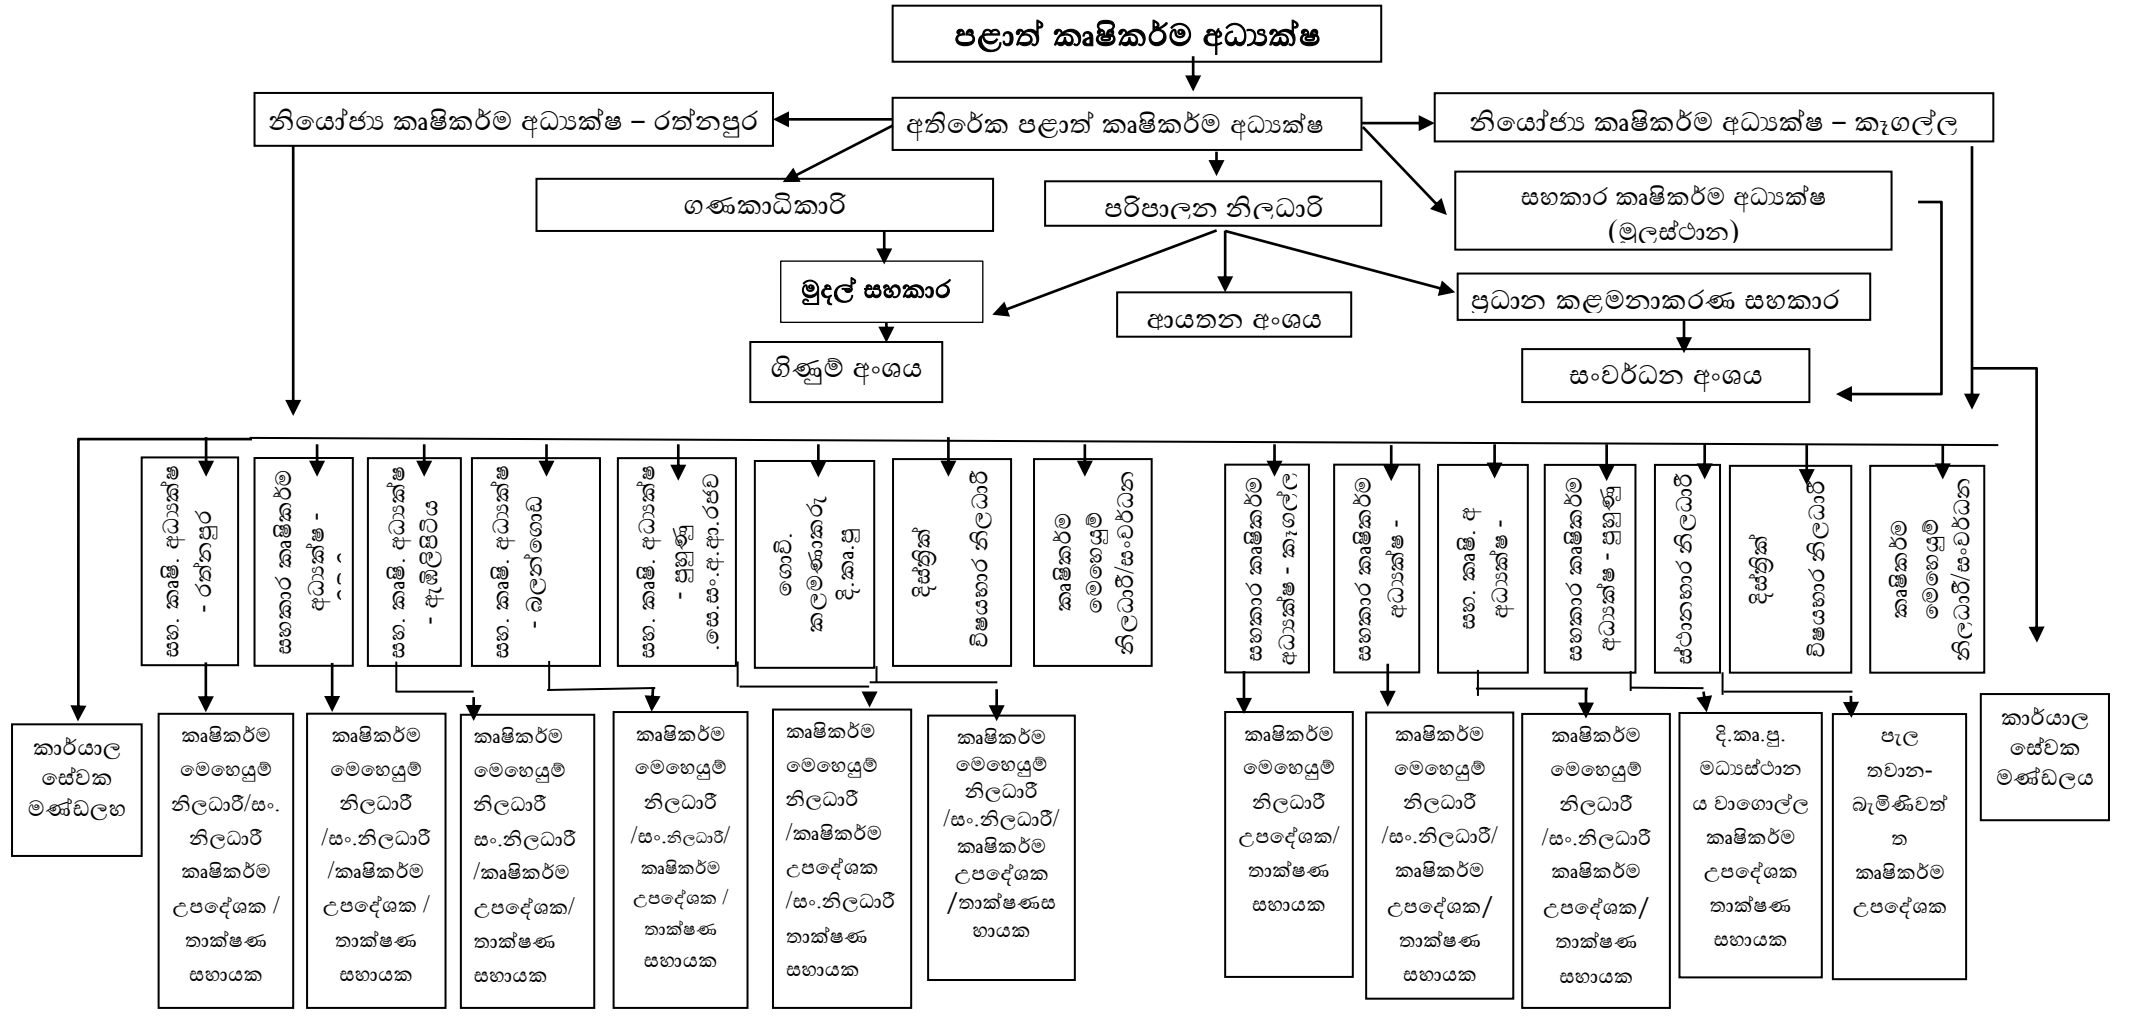 පළාත් කෘෂිකර්ම අධ්‍යක්ෂ
නියෝජ්‍ය කෘෂිකර්ම අධ්‍යක්ෂ – රත්නපුර
අතිරේක පළාත් කෘෂිකර්ම අධ්‍යක්ෂ
නියෝජ්‍ය කෘෂිකර්ම අධ්‍යක්ෂ – කෑගල්ල
ගණකාධිකාරි
පරිපාලන නිලධාරි
සහකාර කෘෂිකර්ම අධ්‍යක්ෂ
(මූලස්ථාන)
මුදල් සහකාර
ආයතන අංශය
ප්‍රධාන කළමනාකරණ සහකාර
ගිණුම් අංශය
සංවර්ධන අංශය
සහ. කෘෂි. අධ්‍යක්ෂ
- රත්නපුර
සහකාර කෘෂිකර්ම
අධ්‍යක්ෂ -
සහ. කෘෂි. අධ්‍යක්ෂ
- ඇඹිලිපිටිය
සහ. කෘෂි. අධ්‍යක්ෂ
- බලන්ගොඩ
සහ. කෘෂි. අධ්‍යක්ෂ
- පුහුණු
.සෙ.සං.අ.ආ.රජව
ගොවි.
කලමණාකරු
දි.කෘ.පු
දිස්ත්‍රික්
විෂයභාර නිලධාරී
කෘෂිකර්ම
මෙහෙයුම්
නිලධාරී/සංවර්ධන
සහකාර කෘෂිකර්ම
අධ්‍යක්ෂ - කෑගල්ල
සහකාර කෘෂිකර්ම
අධ්‍යක්ෂ -
සහ. කෘෂි. අ
අධ්‍යක්ෂ -
සහකාර කෘෂිකර්ම
අධ්‍යක්ෂ - පුහුණු
ස්ථානභාර නිලධාරී
දිස්ත්‍රික්
විෂයභාර නිලධාරී
කෘෂිකර්ම
මෙහෙයුම්
නිලධාරී/සංවර්ධන
කාර්යාල
සේවක
මණ්ඩලහ
කෘෂිකර්ම
මෙහෙයුම්
නිලධාරී/සං.
නිලධාරී
කෘෂිකර්ම
උපදේශක /
තාක්ෂණ
සහායක
කෘෂිකර්ම
මෙහෙයුම්
නිලධාරී
/සං.නිලධාරී
/කෘෂිකර්ම
උපදේශක /
තාක්ෂණ
සහායක
කෘෂිකර්ම
මෙහෙයුම්
නිලධාරී
සං.නිලධාරී
/කෘෂිකර්ම
උපදේශක/
තාක්ෂණ
සහායක
කෘෂිකර්ම
මෙහෙයුම්
නිලධාරී
/සං.නිලධාරී/
කෘෂිකර්ම
උපදේශක /
තාක්ෂණ
සහායක
කෘෂිකර්ම
මෙහෙයුම්
නිලධාරී
/කෘෂිකර්ම
උපදේශක
/සං.නිලධාරී
තාක්ෂණ
සහායක
කෘෂිකර්ම
මෙහෙයුම්
නිලධාරී
/සං.නිලධාරී/
කෘෂිකර්ම
උපදේශක
/තාක්ෂණස
හායක
කෘෂිකර්ම
මෙහෙයුම්
නිලධාරී
උපදේශක/
තාක්ෂණ
සහායක
කෘෂිකර්ම
මෙහෙයුම්
නිලධාරී
/සං.නිලධාරී/
කෘෂිකර්ම
උපදේශක/
තාක්ෂණ
සහායක
කෘෂිකර්ම
මෙහෙයුම්
නිලධාරී
/සං.නිලධාරී
කෘෂිකර්ම
උපදේශක/
තාක්ෂණ
සහායක
දි.කෘ.පු.
මධ්‍යස්ථාන
ය වාගොල්ල
කෘෂිකර්ම
උපදේශක
තාක්ෂණ
සහායක
පැල
තවාන-
බැමිණිවත්
ත
කෘෂිකර්ම
උපදේශක
කාර්යාල
සේවක
මණ්ඩලය